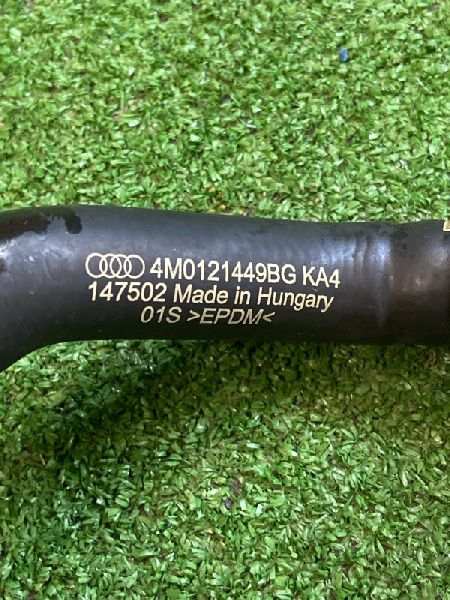 4M0121449BG KA4
147502 Made in Hungary
01S >EPDM<